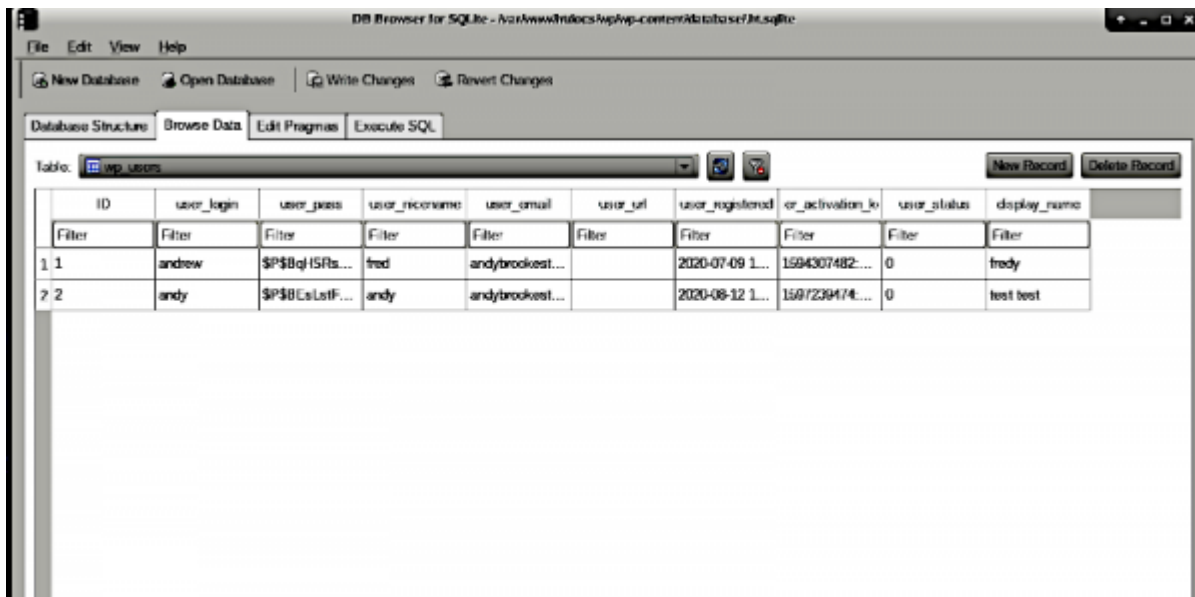 DB Browser for SQLite - /var/www/htdocs/wp/wp-content/database/.ht.sqlite
File Edit View Help
New Database Open Database Write Changes Revert Changes
Database Structure Browse Data Edit Pragmas Execute SQL
Table: wp_users New Record Delete Record
ID user_login user_pass user_nicename user_email user_url user_registered er_activation_k user_status display_name
Filter Filter Filter Filter Filter Filter Filter Filter Filter Filter
1 1 andrew fred andybrookest... 2020-07-09 1... 1594307482:... 0 fredy
2 2 andy $P$BEsLstF... andy andybrookest... 2020-08-12 1... 1597239474:... 0 test test